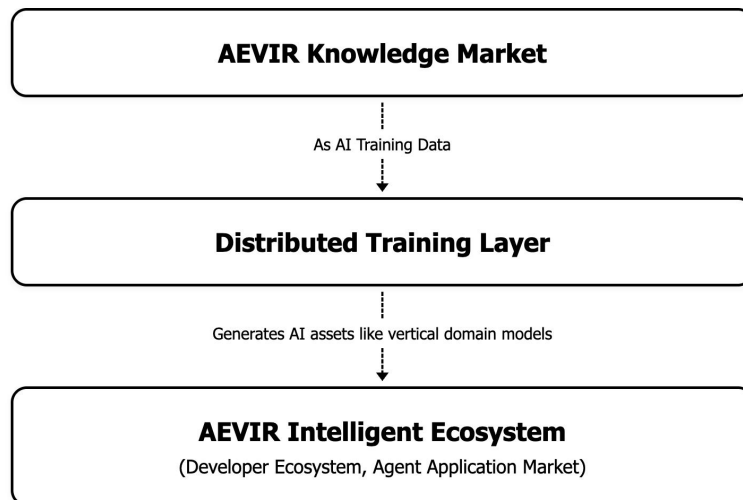 AEVIR Knowledge Market
As AI Training Data
Distributed Training Layer
Generates AI assets like vertical domain models
AEVIR Intelligent Ecosystem
(Developer Ecosystem, Agent Application Market)